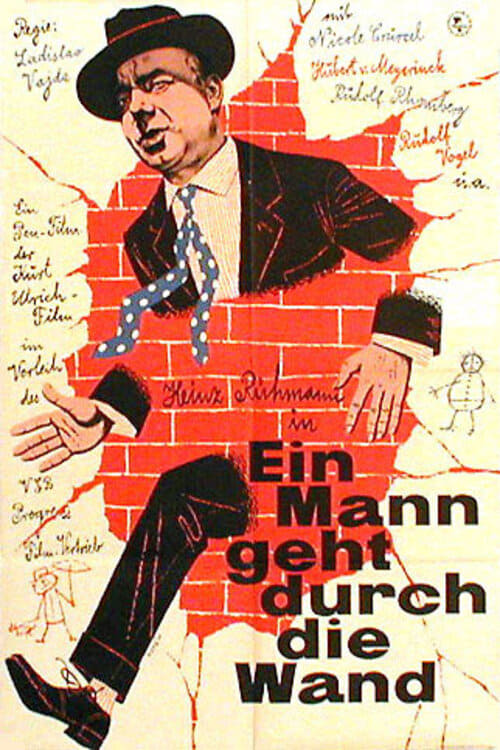 Regie:
Ladislao
Vajda
mit
Nicole Courcel
Hubert v. Meyerinck
Rudolf Rhomberg
Rudolf
Vogel
u.a.
Ein
Deu-Film
der
Kurt
Ulrich-
Film
im
Verleih
des
VEB
Progress
Film-Vertrieb
Heinz Rühmann
in
Ein
Mann
geht
durch
die
Wand